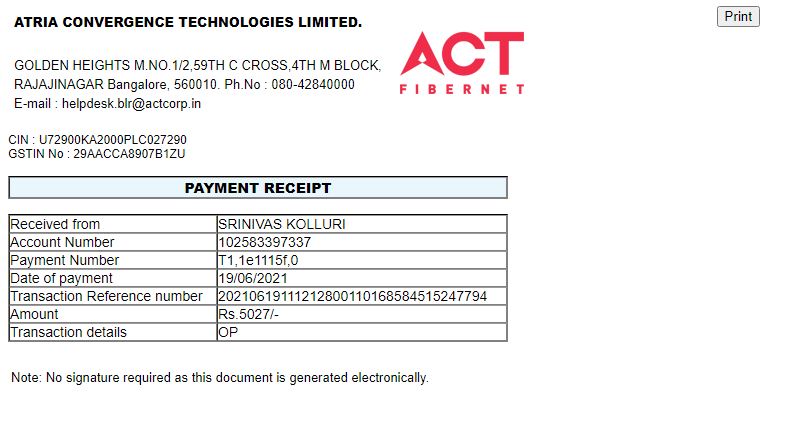 ATRIA CONVERGENCE TECHNOLOGIES LIMITED.
Print
GOLDEN HEIGHTS M.NO.1/2,59TH C CROSS,4TH M BLOCK,
RAJAJINAGAR Bangalore, 560010. Ph.No : 080-42840000
E-mail : helpdesk.blr@actcorp.in
ACT
FIBERNET
CIN : U72900KA2000PLC027290
GSTIN No : 29AACCA8907B1ZU
PAYMENT RECEIPT
Received from SRINIVAS KOLLURI
Account Number 102583397337
Payment Number T1,1e1115f,0
Date of payment 19/06/2021
Transaction Reference number 20210619111212800110168584515247794
Amount Rs.5027/-
Transaction details OP
Note: No signature required as this document is generated electronically.